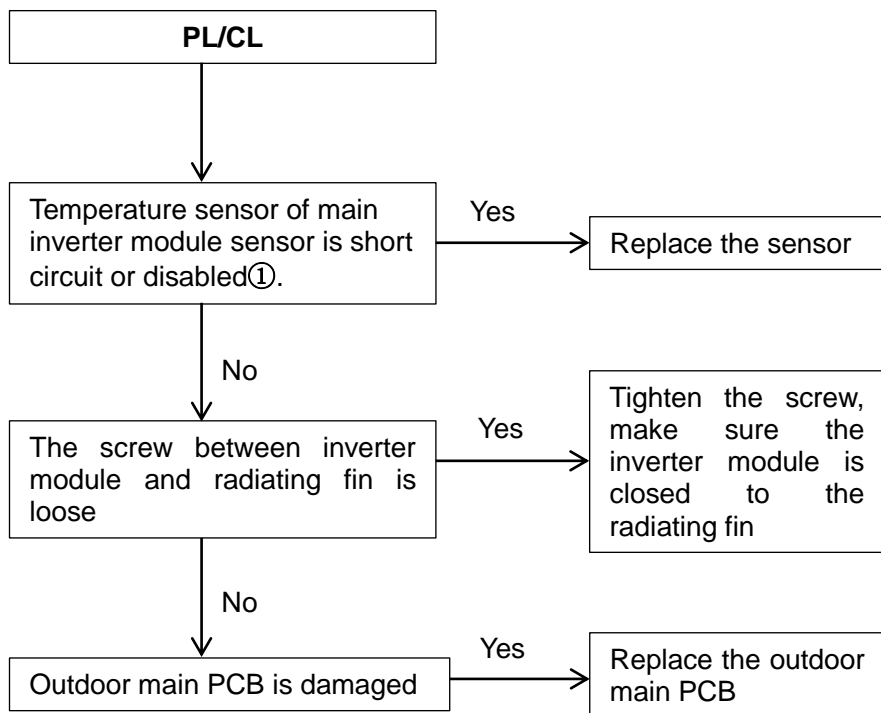 PL/CL
Temperature sensor of main
inverter module sensor is short
circuit or disabled①.
Yes
Replace the sensor
No
The screw between inverter
module and radiating fin is
loose
Yes
Tighten the screw,
make sure the
inverter module is
closed to the
radiating fin
No
Outdoor main PCB is damaged
Yes
Replace the outdoor
main PCB